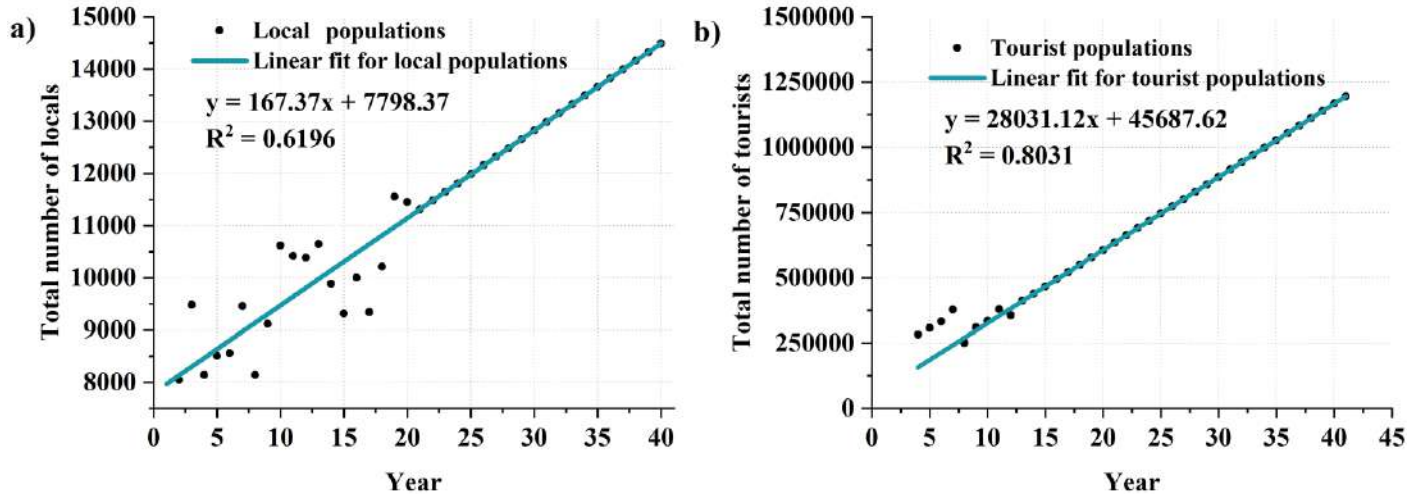 a)
15000
14000
13000
12000
11000
10000
9000
8000
Total number of locals
Local populations
Linear fit for local populations
y = 167.37x + 7798.37
R² = 0.6196
0 5 10 15 20 25 30 35 40
Year
b)
1500000
1250000
1000000
750000
500000
250000
0
Total number of tourists
Tourist populations
Linear fit for tourist populations
y = 28031.12x + 45687.62
R² = 0.8031
0 5 10 15 20 25 30 35 40 45
Year